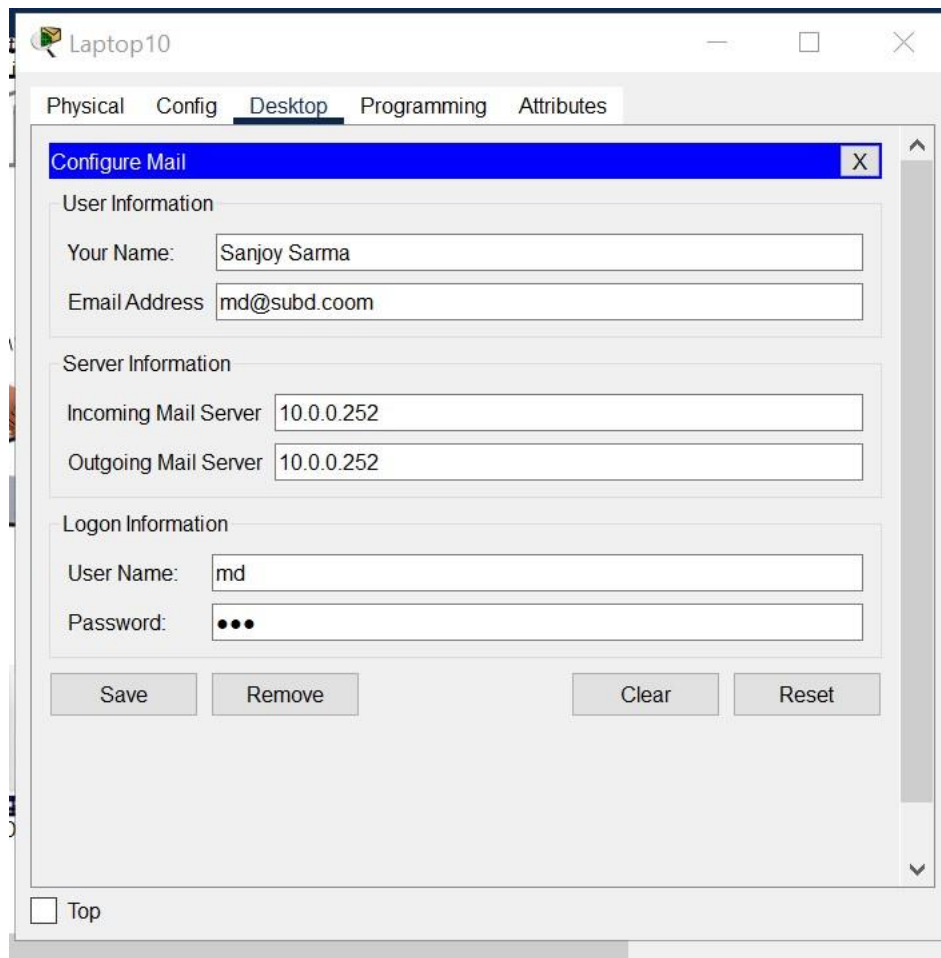 Laptop10
Physical Config Desktop Programming Attributes
Configure Mail X
User Information
Your Name: Sanjoy Sarma
Email Address md@subd.coom
Server Information
Incoming Mail Server 10.0.0.252
Outgoing Mail Server 10.0.0.252
Logon Information
User Name: md
Password: ●●●
Save Remove Clear Reset
Top